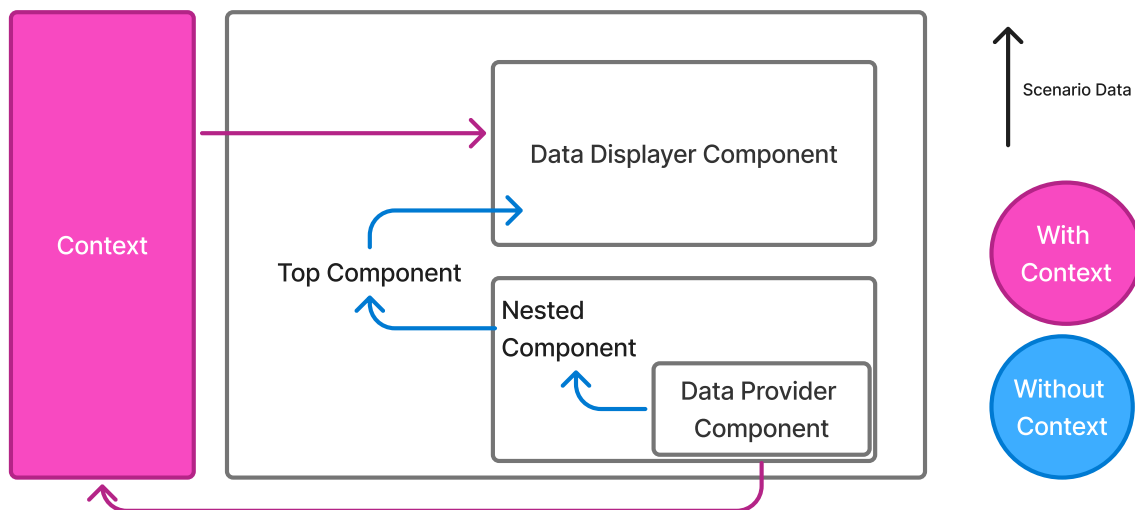 Scenario Data
Data Displayer Component
With
Context
Context
Top Component
Nested
Component
Data Provider
Component
Without
Context